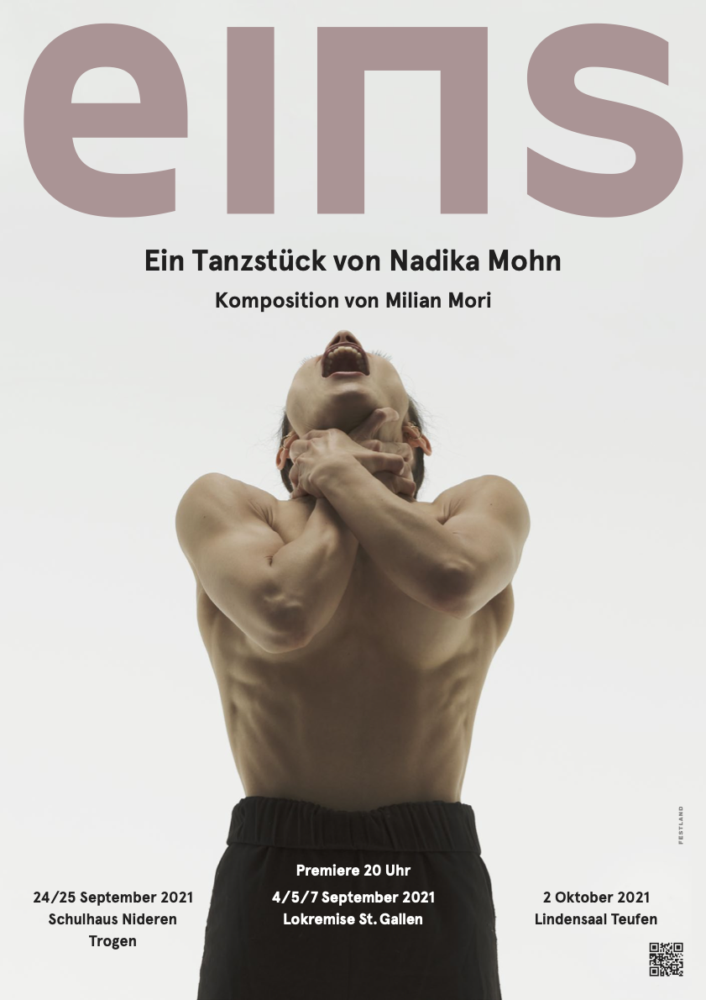 eins
Ein Tanzstück von Nadika Mohn
Komposition von Milian Mori
FESTLAND
Premiere 20 Uhr
24/25 September 2021
Schulhaus Nideren
Trogen
4/5/7 September 2021
Lokremise St. Gallen
2 Oktober 2021
Lindensaal Teufen